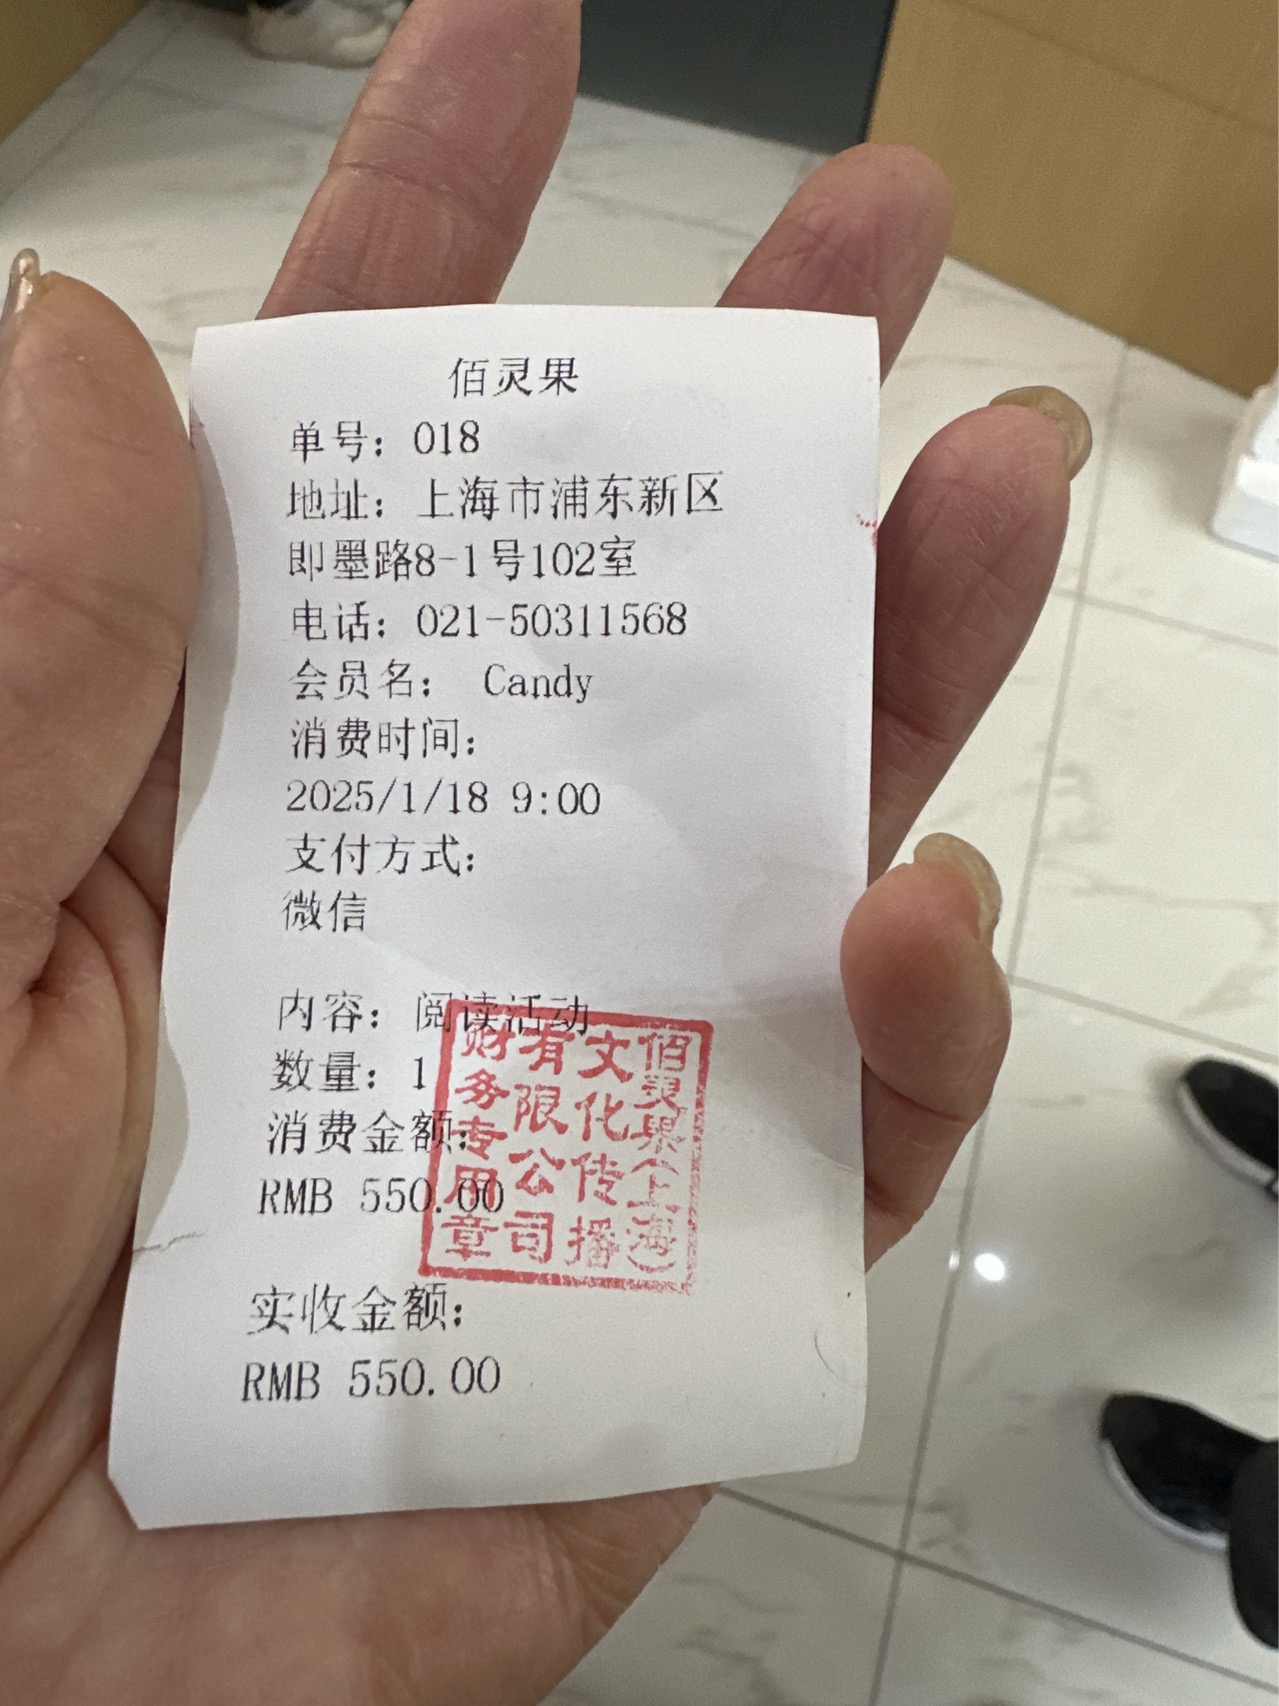 佰灵果
单号：018
地址：上海市浦东新区
即墨路8-1号102室
电话：021-50311568
会员名： Candy
消费时间：
2025/1/18 9:00
支付方式：
微信
内容：阅读活动
数量：1
消费金额：
RMB 550.00
实收金额：
RMB 550.00
佰灵果（上海）
文化传播
有限公司
财务专用章